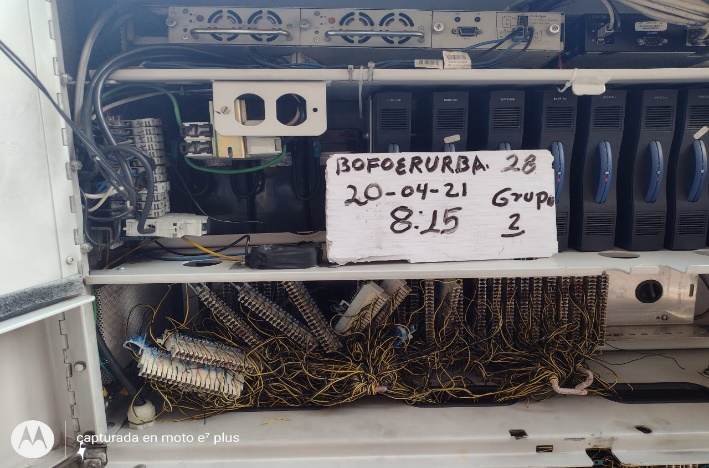 BOFOERURBA. 28
20-04-21 Grupo
8:15 2
capturada en moto e⁷ plus